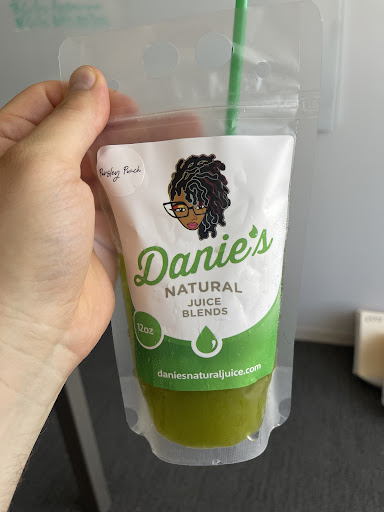 Parsley Punch
Danie's
NATURAL
JUICE
BLENDS
12oz
daniesnaturaljuice.com